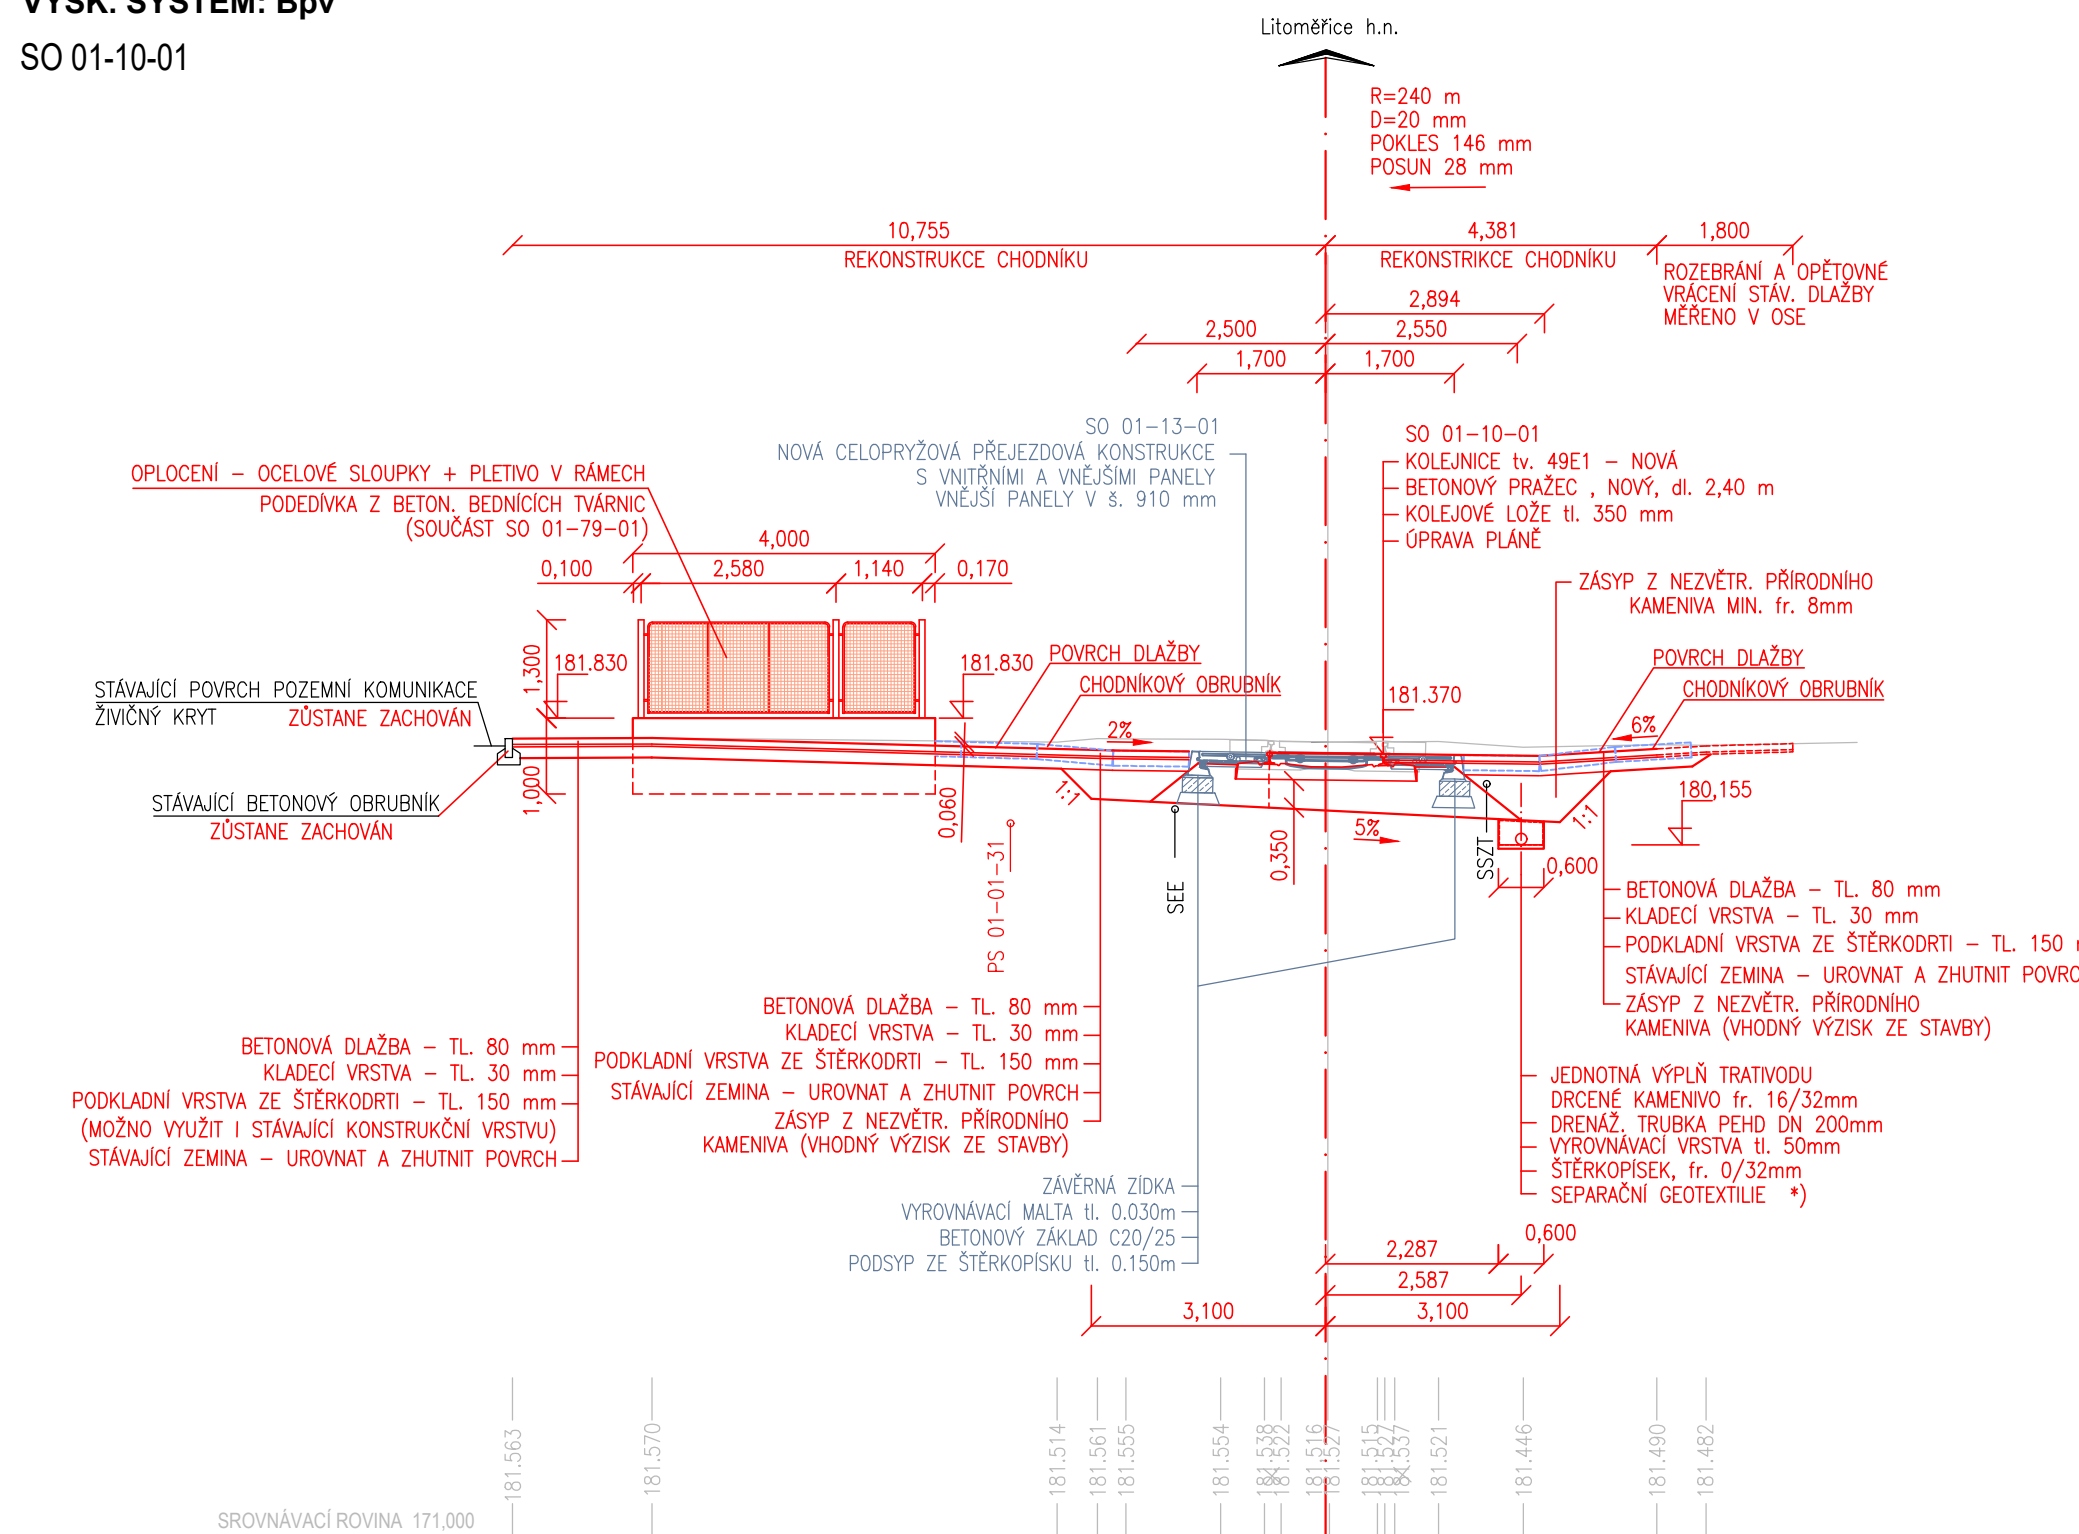 VÝŠK. SYSTÉM: Bpv
SO 01-10-01
Litoměřice h.n.
R=240 m
D=20 mm
POKLES 146 mm
POSUN 28 mm
10,755
4,381
1,800
REKONSTRUKCE CHODNÍKU
REKONSTRIKCE CHODNÍKU
ROZEBRÁNÍ A OPĚTOVNÉ
VRÁCENÍ STÁV. DLAŽBY
MĚŘENO V OSE
2,894
2,500
2,550
1,700
1,700
SO 01-13-01
NOVÁ CELOPRYŽOVÁ PŘEJEZDOVÁ KONSTRUKCE
S VNITŘNÍMI A VNĚJŠÍMI PANELY
VNĚJŠÍ PANELY V š. 910 mm
SO 01-10-01
KOLEJNICE tv. 49E1 – NOVÁ
BETONOVÝ PRAŽEC , NOVÝ, dl. 2,40 m
KOLEJOVÉ LOŽE tl. 350 mm
ÚPRAVA PLÁNĚ
OPLOCENÍ – OCELOVÉ SLOUPKY + PLETIVO V RÁMECH
PODEDÍVKA Z BETON. BEDNÍCÍCH TVÁRNIC
(SOUČÁST SO 01-79-01)
4,000
0,100
2,580
1,140
0,170
ZÁSYP Z NEZVĚTR. PŘÍRODNÍHO
KAMENIVA MIN. fr. 8mm
1,300
181.830
181.830
POVRCH DLAŽBY
CHODNÍKOVÝ OBRUBNÍK
181.370
POVRCH DLAŽBY
CHODNÍKOVÝ OBRUBNÍK
STÁVAJÍCÍ POVRCH POZEMNÍ KOMUNIKACE
ŽIVIČNÝ KRYT
ZŮSTANE ZACHOVÁN
2%
6%
1,000
STÁVAJÍCÍ BETONOVÝ OBRUBNÍK
ZŮSTANE ZACHOVÁN
0,060
1:1
1:1
180,155
5%
0,350
PS 01-01-31
SEE
SSZT
0,600
BETONOVÁ DLAŽBA – TL. 80 mm
KLADECÍ VRSTVA – TL. 30 mm
PODKLADNÍ VRSTVA ZE ŠTĚRKODRTI – TL. 150
STÁVAJÍCÍ ZEMINA – UROVNAT A ZHUTNIT POVRC
ZÁSYP Z NEZVĚTR. PŘÍRODNÍHO
KAMENIVA (VHODNÝ VÝZISK ZE STAVBY)
BETONOVÁ DLAŽBA – TL. 80 mm
KLADECÍ VRSTVA – TL. 30 mm
PODKLADNÍ VRSTVA ZE ŠTĚRKODRTI – TL. 150 mm
STÁVAJÍCÍ ZEMINA – UROVNAT A ZHUTNIT POVRCH
ZÁSYP Z NEZVĚTR. PŘÍRODNÍHO
KAMENIVA (VHODNÝ VÝZISK ZE STAVBY)
BETONOVÁ DLAŽBA – TL. 80 mm
KLADECÍ VRSTVA – TL. 30 mm
PODKLADNÍ VRSTVA ZE ŠTĚRKODRTI – TL. 150 mm
(MOŽNO VYUŽIT I STÁVAJÍCÍ KONSTRUKČNÍ VRSTVU)
STÁVAJÍCÍ ZEMINA – UROVNAT A ZHUTNIT POVRCH
JEDNOTNÁ VÝPLŇ TRATIVODU
DRCENÉ KAMENIVO fr. 16/32mm
DRENÁŽ. TRUBKA PEHD DN 200mm
VYROVNÁVACÍ VRSTVA tl. 50mm
ŠTĚRKOPÍSEK, fr. 0/32mm
SEPARAČNÍ GEOTEXTILIE *)
ZÁVĚRNÁ ZÍDKA
VYROVNÁVACÍ MALTA tl. 0.030m
BETONOVÝ ZÁKLAD C20/25
PODSYP ZE ŠTĚRKOPÍSKU tl. 0.150m
0,600
2,287
2,587
3,100
3,100
181.563
181.570
181.514
181.561
181.555
181.554
181.538
181.522
181.516
181.527
181.515
181.527
181.537
181.521
181.446
181.490
181.482
SROVNÁVACÍ ROVINA 171,000